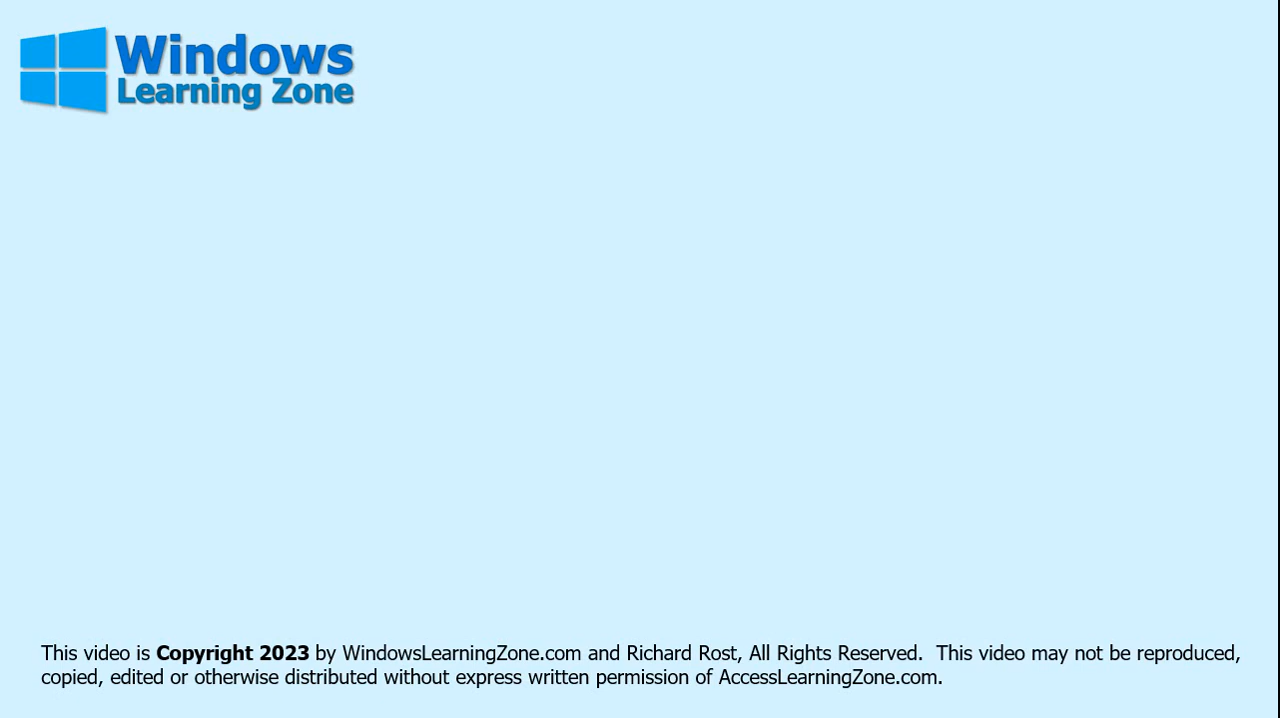 Windows
Learning Zone
This video is Copyright 2023 by WindowsLearningZone.com and Richard Rost, All Rights Reserved.  This video may not be reproduced,
copied, edited or otherwise distributed without express written permission of AccessLearningZone.com.